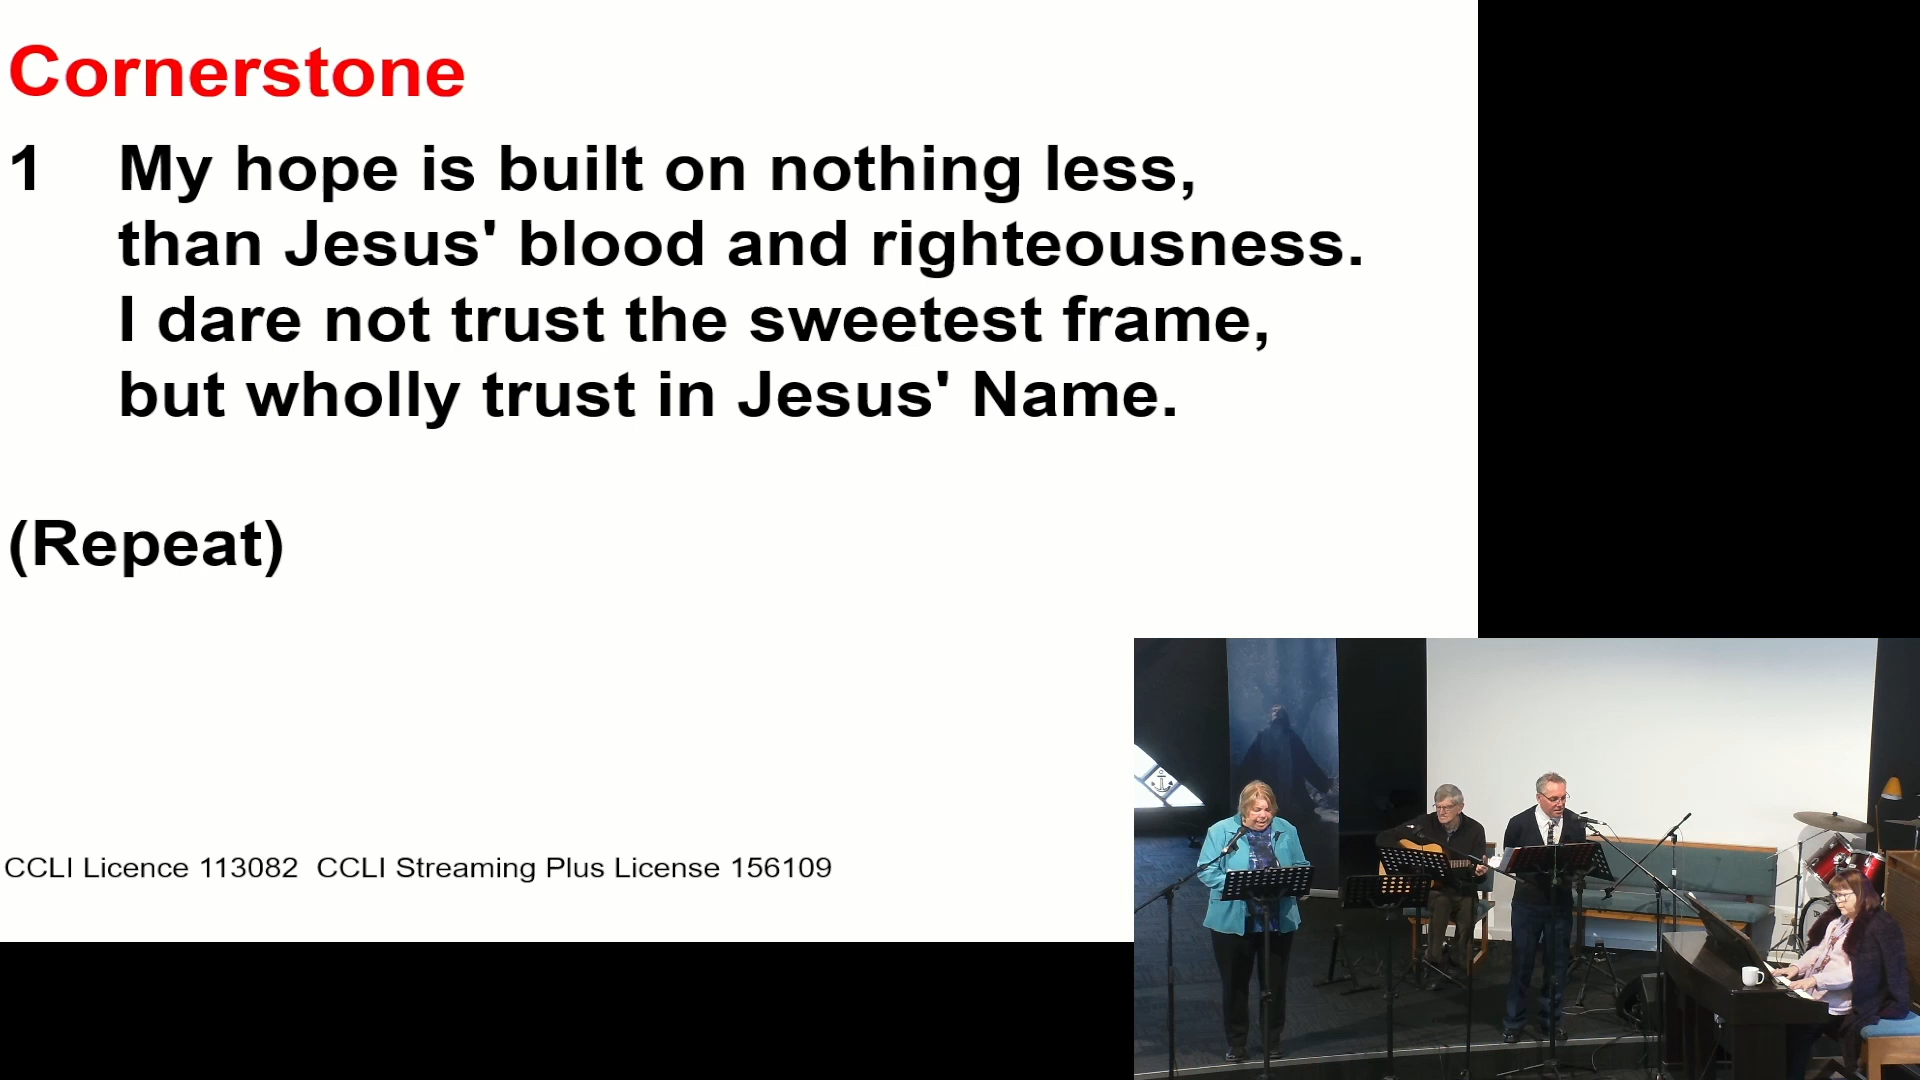 Cornerstone
1 My hope is built on nothing less,
than Jesus' blood and righteousness.
I dare not trust the sweetest frame,
but wholly trust in Jesus' Name.
(Repeat)
CCLI Licence 113082 CCLI Streaming Plus License 156109